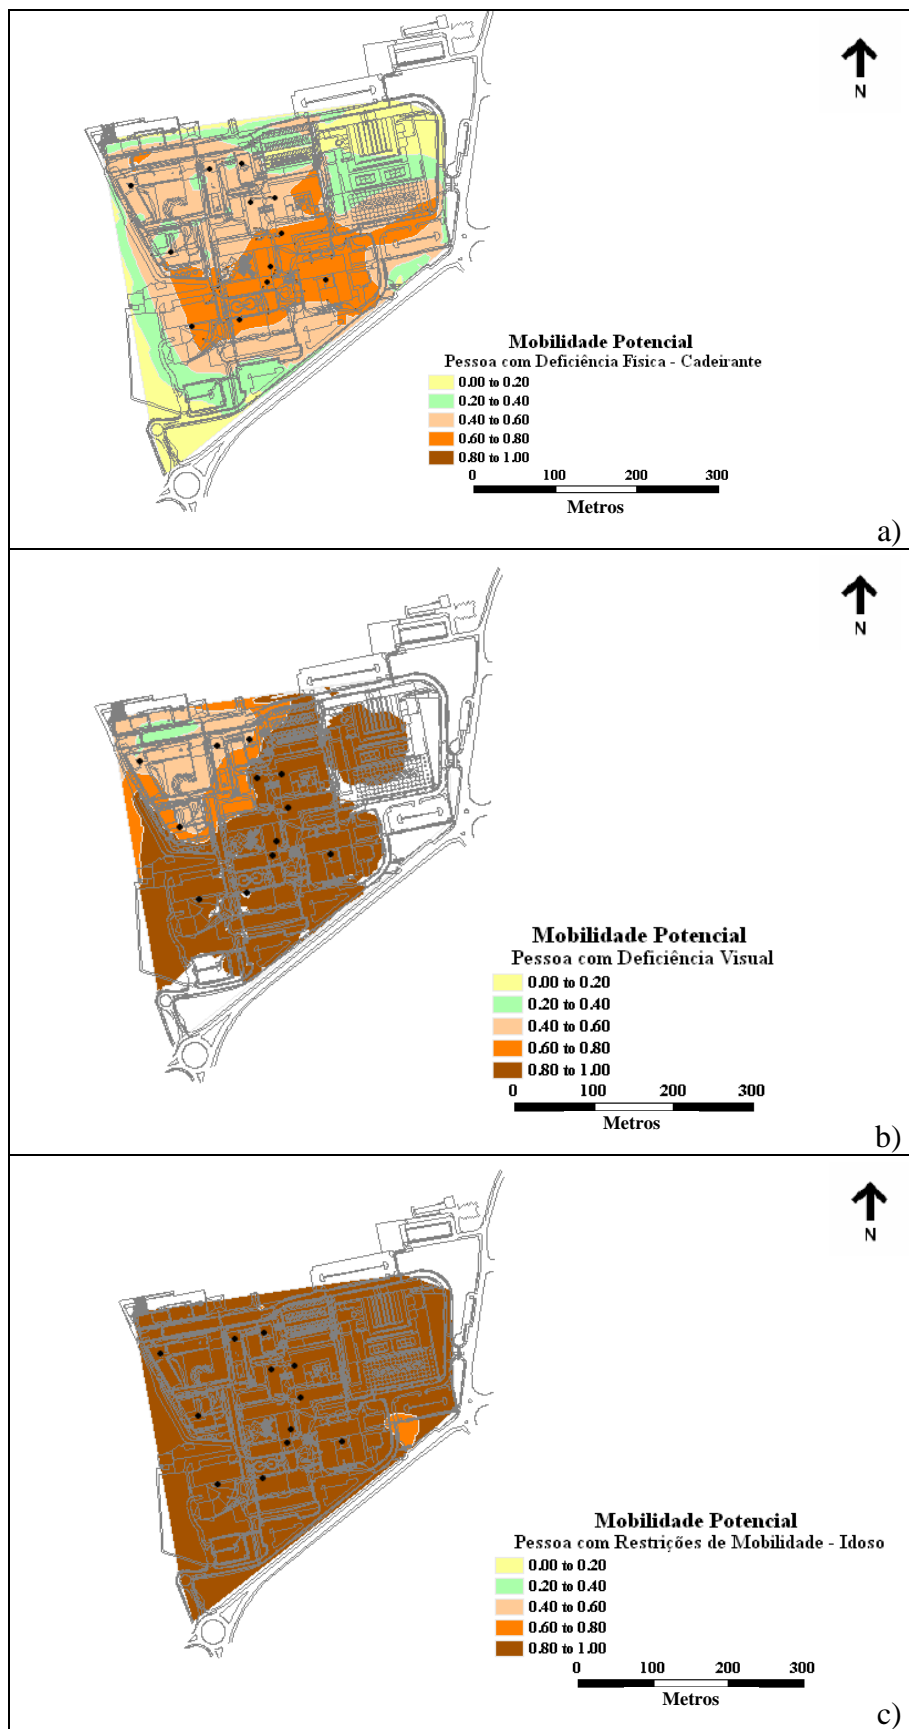 N
Mobilidade Potencial
Pessoa com Deficiência Física - Cadeirante
0.00 to 0.20
0.20 to 0.40
0.40 to 0.60
0.60 to 0.80
0.80 to 1.00
0 100 200 300
Metros
a)
N
Mobilidade Potencial
Pessoa com Deficiência Visual
0.00 to 0.20
0.20 to 0.40
0.40 to 0.60
0.60 to 0.80
0.80 to 1.00
0 100 200 300
Metros
b)
N
Mobilidade Potencial
Pessoa com Restrições de Mobilidade - Idoso
0.00 to 0.20
0.20 to 0.40
0.40 to 0.60
0.60 to 0.80
0.80 to 1.00
0 100 200 300
Metros
c)